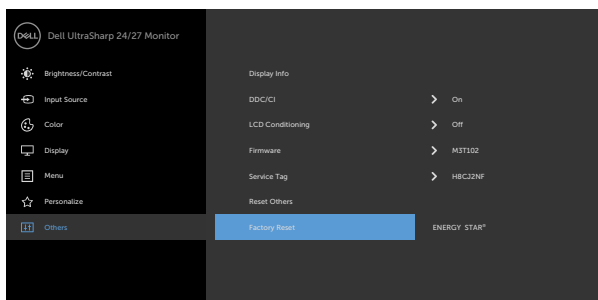 DELL Dell UltraSharp 24/27 Monitor
Brightness/Contrast Display Info
Input Source DDC/CI On
Color LCD Conditioning Off
Display Firmware M3T102
Menu Service Tag H8CJ2NF
Personalize Reset Others
Others Factory Reset ENERGY STAR®